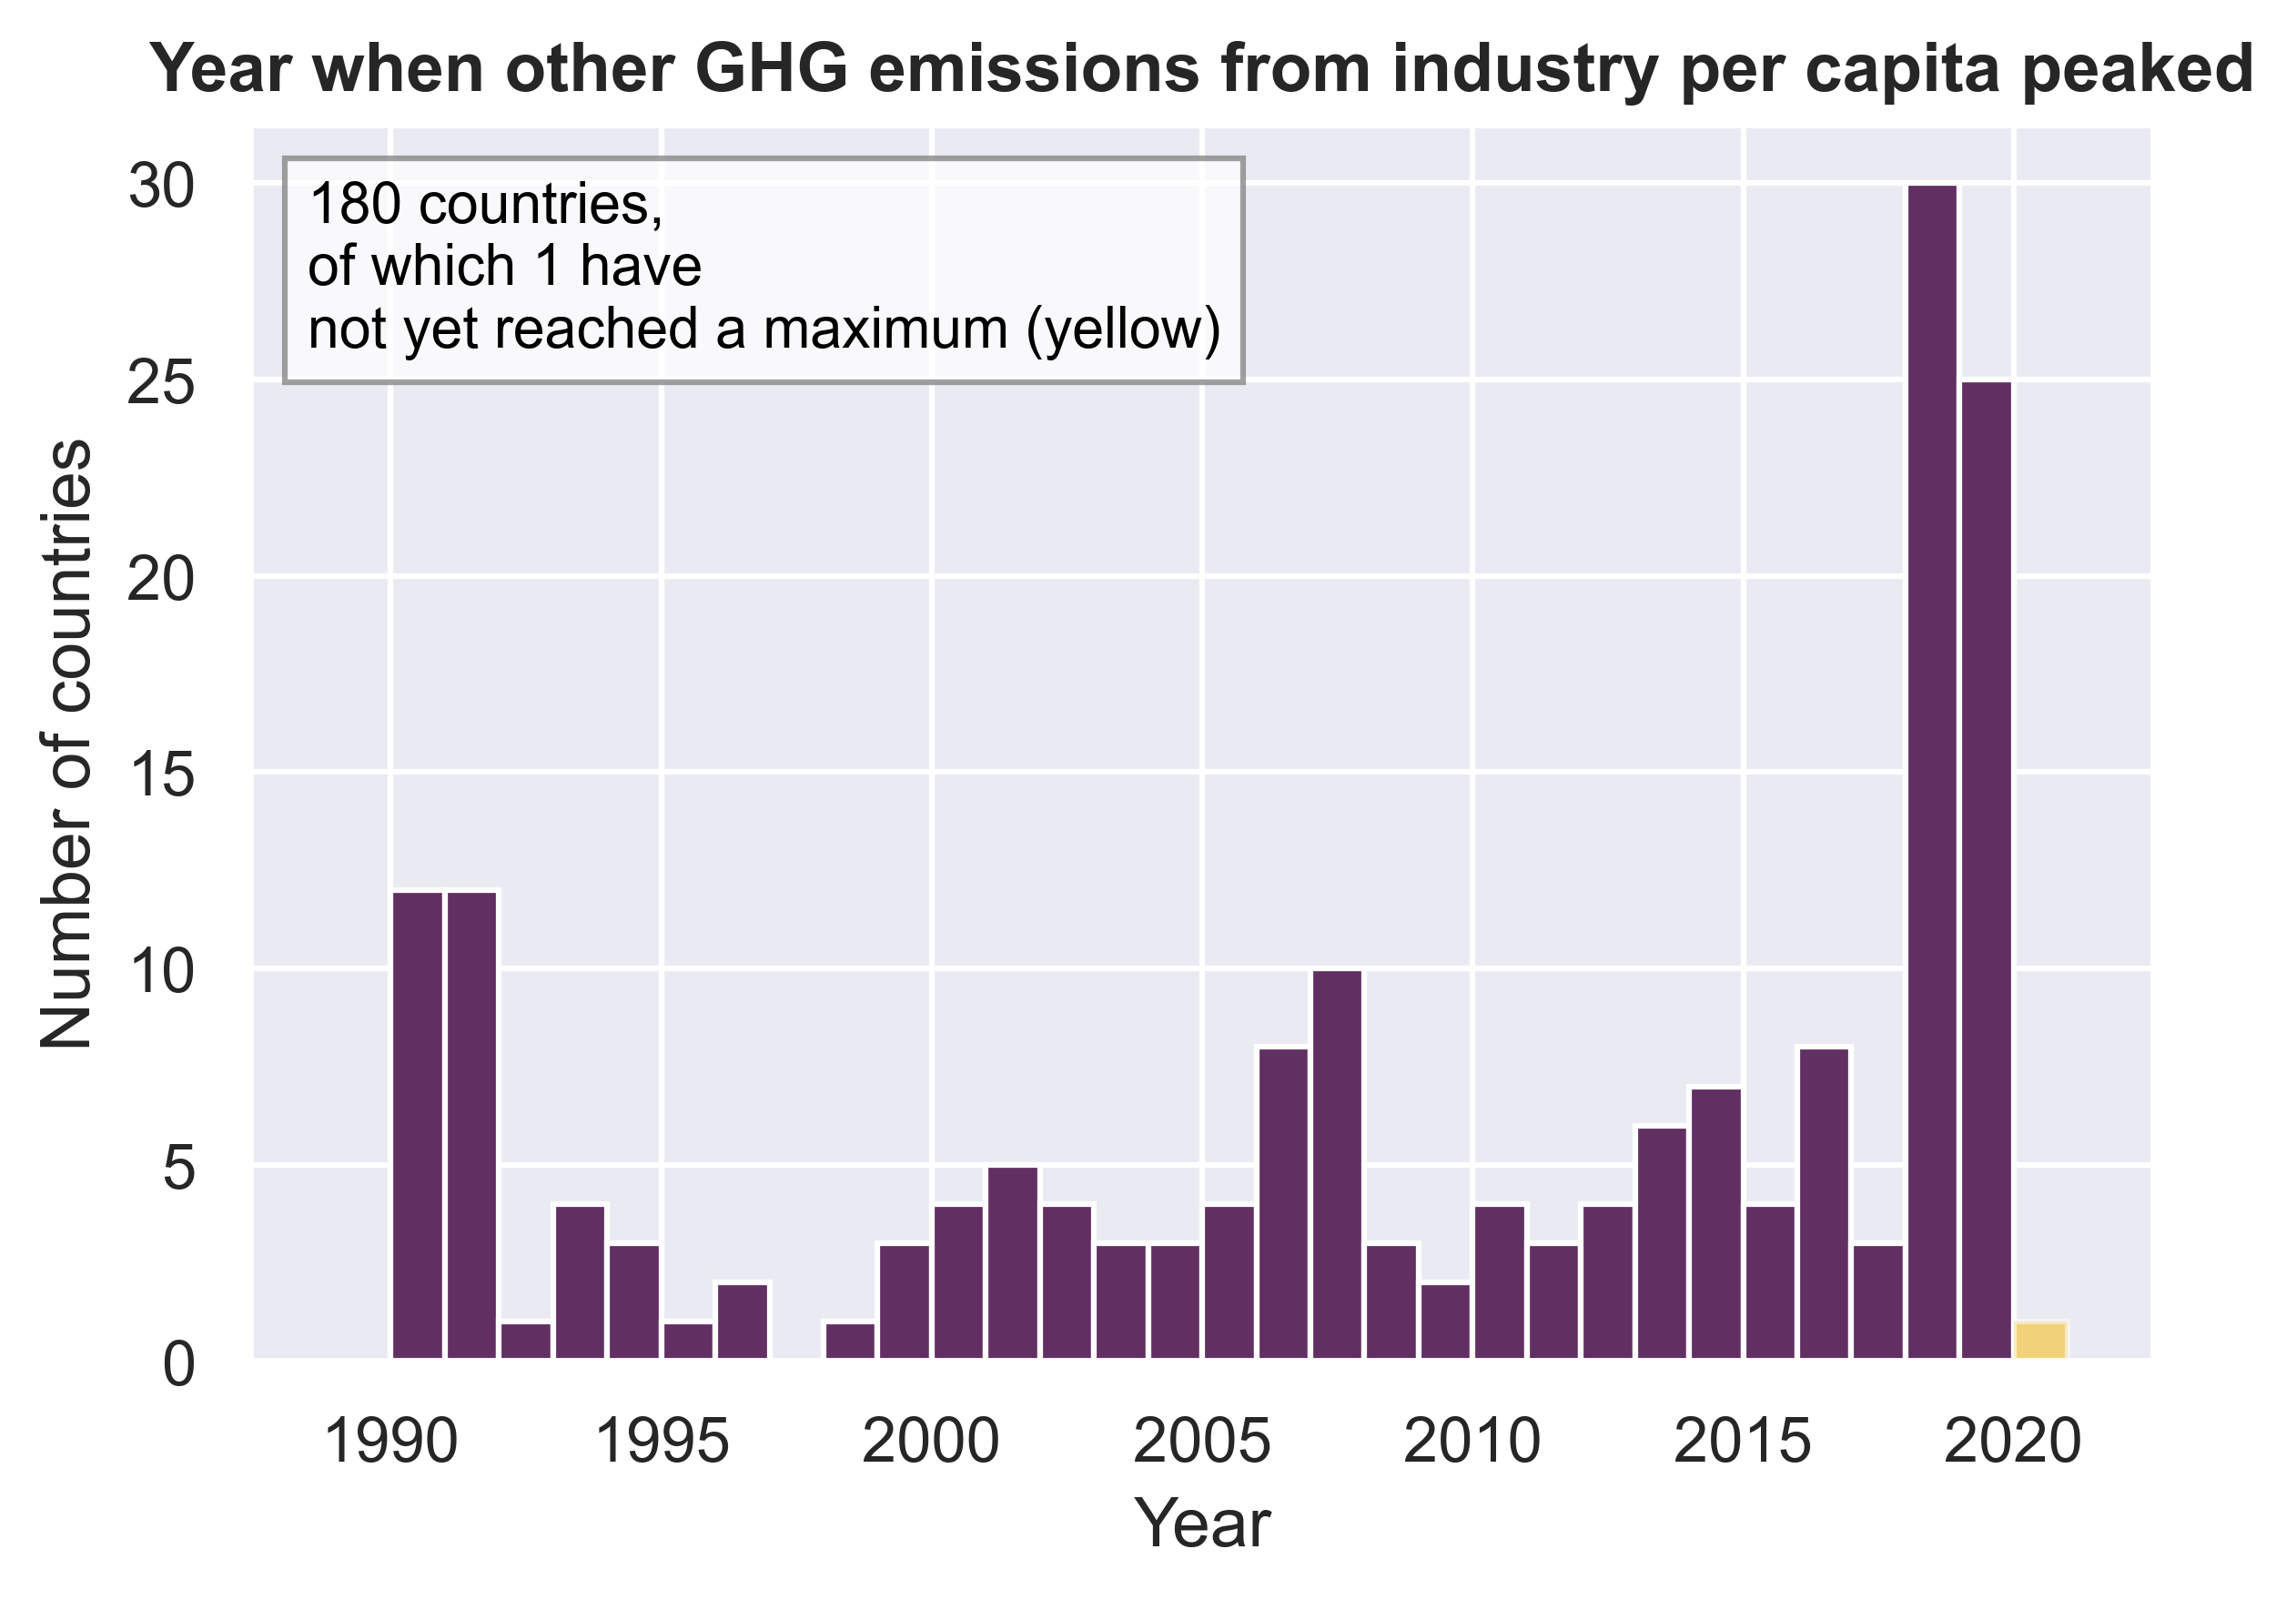 Year when other GHG emissions from industry per capita peaked
180 countries,
of which 1 have
not yet reached a maximum (yellow)
Number of countries
30
25
20
15
10
5
0
1990 1995 2000 2005 2010 2015 2020
Year